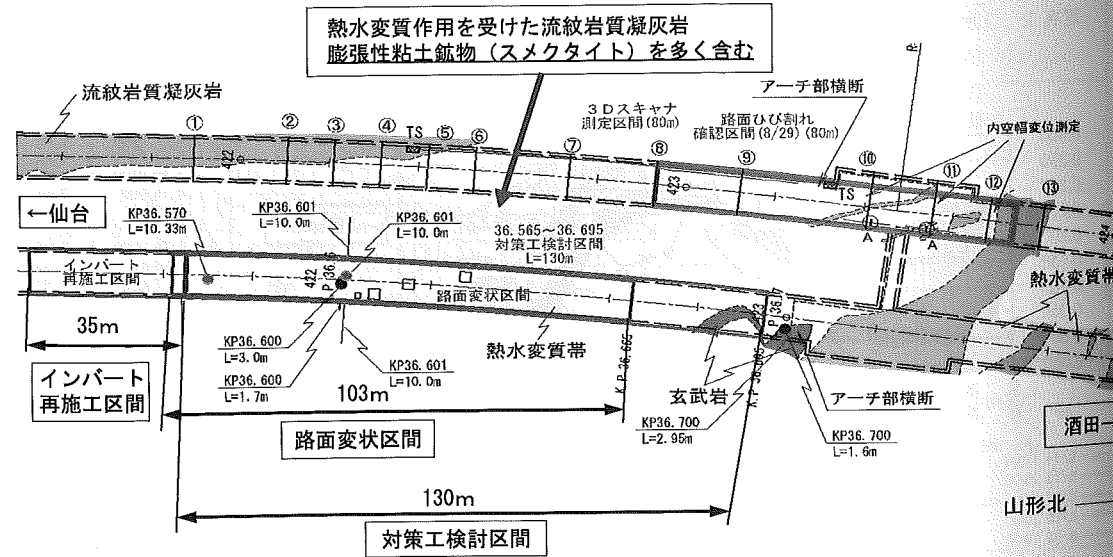 熱水変質作用を受けた流紋岩質凝灰岩
膨張性粘土鉱物（スメクタイト）を多く含む
流紋岩質凝灰岩
アーチ部横断
3Dスキャナ
測定区間(80m)
路面ひび割れ
確認区間(8/29)(80m)
内空幅変位測定
①
②
③
④
TS
⑤
⑥
⑦
⑧
⑨
⑩
⑪
⑫
⑬
422
423
TS
A
A
424
←仙台
KP36.570
L=10.33m
KP36.601
L=10.0m
KP36.601
L=10.0m
36.565～36.695
対策工検討区間
L=130m
インバート
再施工区間
422
路面変状区間
熱水変質帯
熱水変質帯
35m
インバート
再施工区間
KP36.600
L=3.0m
KP36.600
L=1.7m
KP36.601
L=10.0m
K.P.36.665
423
玄武岩
アーチ部横断
103m
路面変状区間
KP36.700
L=2.95m
KP36.700
L=1.6m
酒田
130m
対策工検討区間
山形北